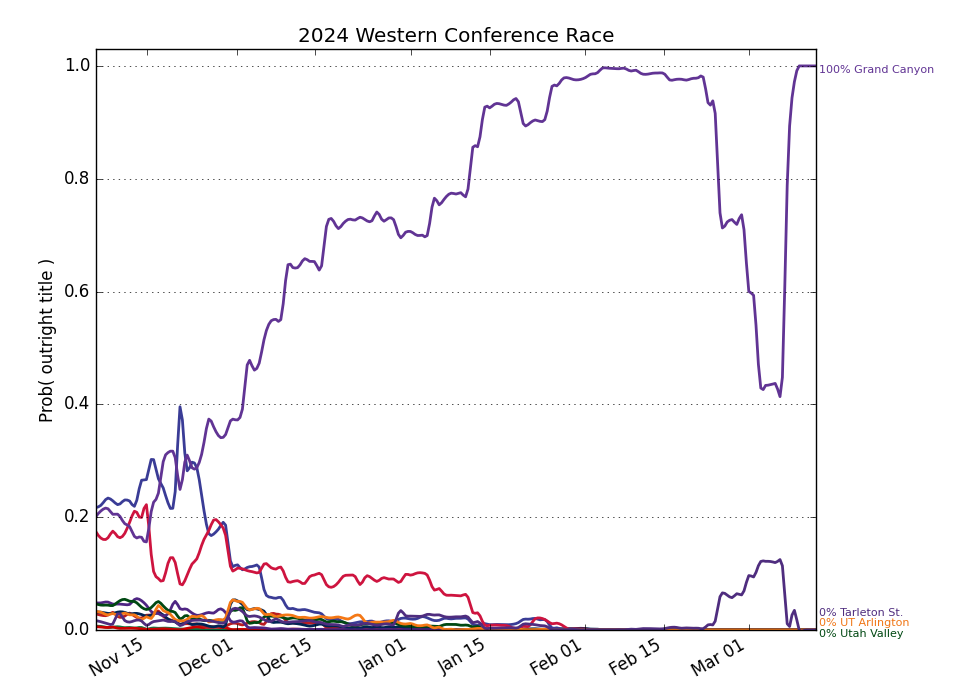 2024 Western Conference Race
Prob( outright title )
1.0
0.8
0.6
0.4
0.2
0.0
100% Grand Canyon
0% Tarleton St.
0% UT Arlington
0% Utah Valley
Nov 15
Dec 01
Dec 15
Jan 01
Jan 15
Feb 01
Feb 15
Mar 01